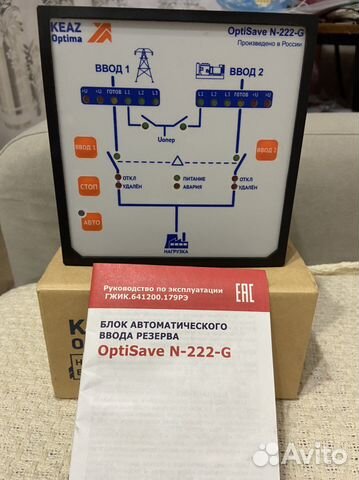 KEAZ
Optima
OptiSave N-222-G
Произведено в России
ВВОД 1
ВВОД 2
<U >U ГОТОВ L1 L2 L3
L1 L2 L3 ГОТОВ >U <U
Uопер
ВВОД 1
ВВОД 2
СТОП
АВТО
ОТКЛ
УДАЛЁН
ПИТАНИЕ
АВАРИЯ
ОТКЛ
УДАЛЁН
НАГРУЗКА
Руководство по эксплуатации
ГЖИК.641200.179РЭ
EAC
БЛОК АВТОМАТИЧЕСКОГО
ВВОДА РЕЗЕРВА
OptiSave N-222-G
KEAZ
Avito